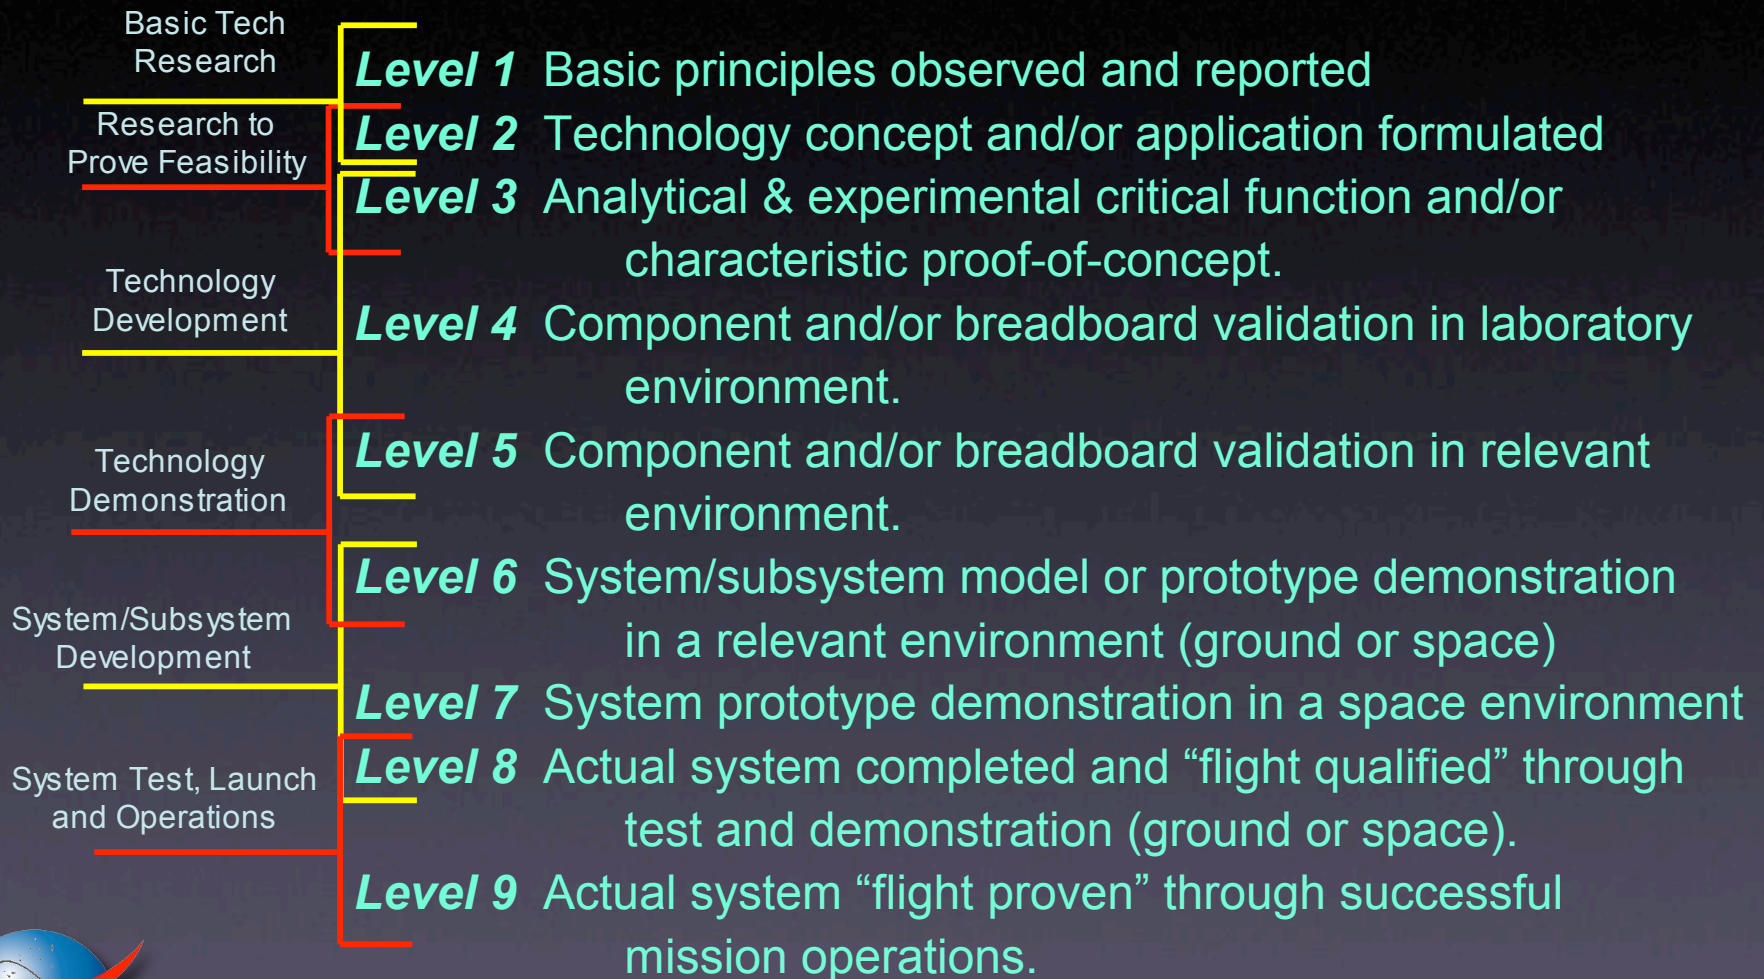 Basic Tech
Research
Research to
Prove Feasibility
Technology
Development
Technology
Demonstration
System/Subsystem
Development
System Test, Launch
and Operations
Level 1 Basic principles observed and reported
Level 2 Technology concept and/or application formulated
Level 3 Analytical & experimental critical function and/or
characteristic proof-of-concept.
Level 4 Component and/or breadboard validation in laboratory
environment.
Level 5 Component and/or breadboard validation in relevant
environment.
Level 6 System/subsystem model or prototype demonstration
in a relevant environment (ground or space)
Level 7 System prototype demonstration in a space environment
Level 8 Actual system completed and “flight qualified” through
test and demonstration (ground or space).
Level 9 Actual system “flight proven” through successful
mission operations.